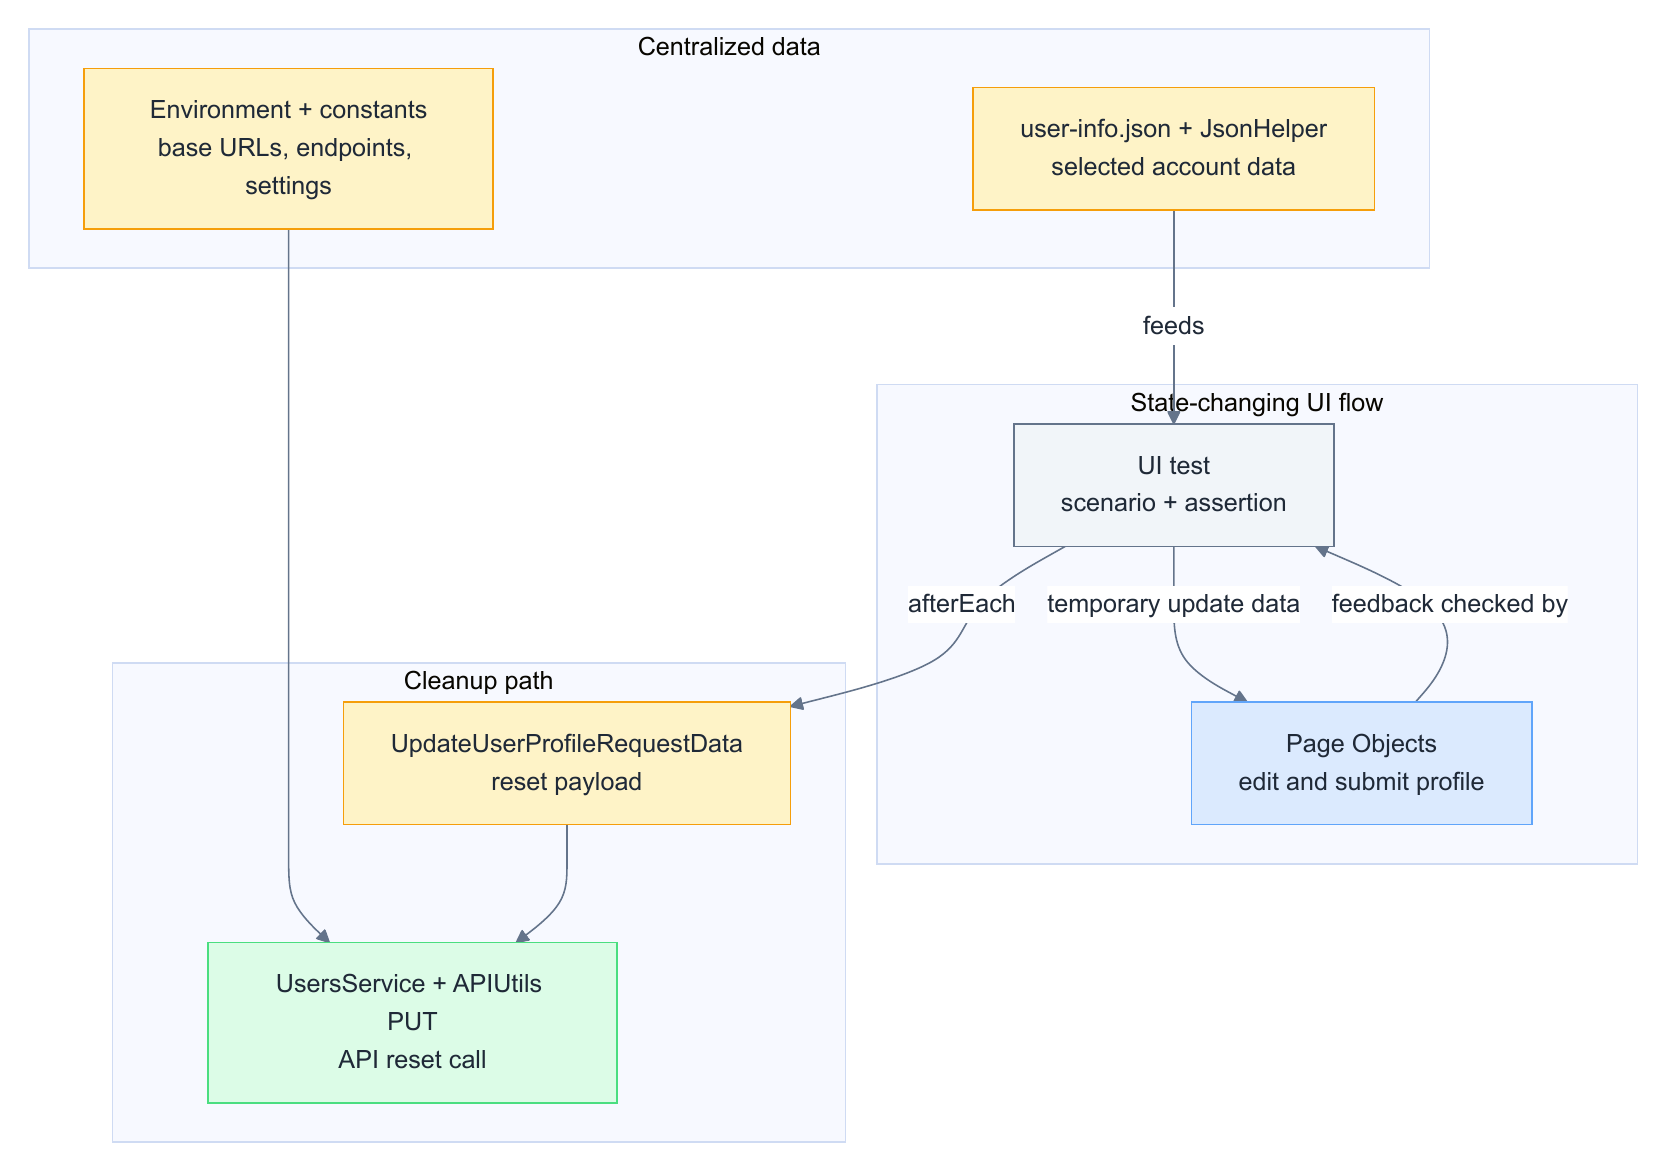 Centralized data
Environment + constants
base URLs, endpoints,
settings
user-info.json + JsonHelper
selected account data
feeds
State-changing UI flow
UI test
scenario + assertion
afterEach
temporary update data
feedback checked by
Cleanup path
UpdateUserProfileRequestData
reset payload
Page Objects
edit and submit profile
UsersService + APIUtils
PUT
API reset call